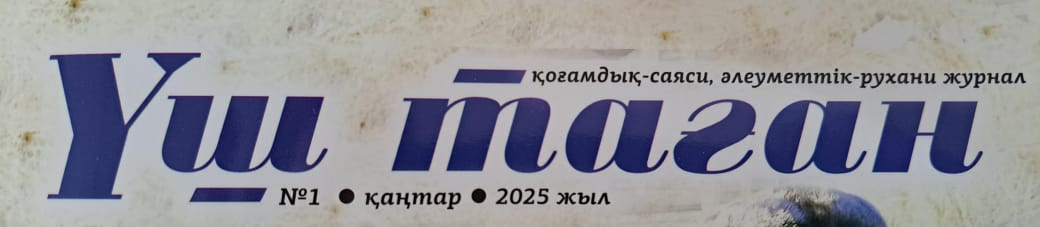 қоғамдық-саяси, әлеуметтік-рухани журнал
Үш таған
№1 ● қаңтар ● 2025 жыл